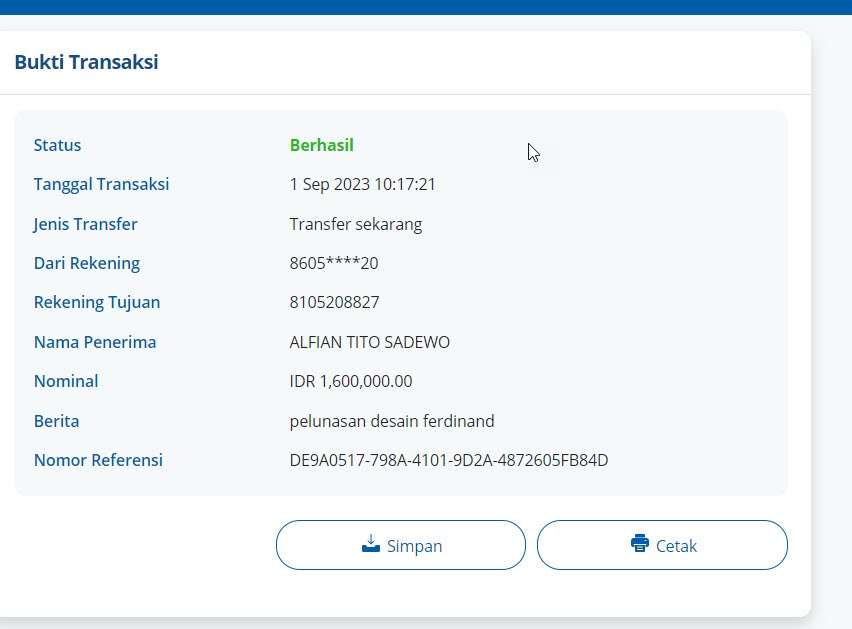 Bukti Transaksi
Status Berhasil
Tanggal Transaksi 1 Sep 2023 10:17:21
Jenis Transfer Transfer sekarang
Dari Rekening 8605****20
Rekening Tujuan 8105208827
Nama Penerima ALFIAN TITO SADEWO
Nominal IDR 1,600,000.00
Berita pelunasan desain ferdinand
Nomor Referensi DE9A0517-798A-4101-9D2A-4872605FB84D
Simpan Cetak